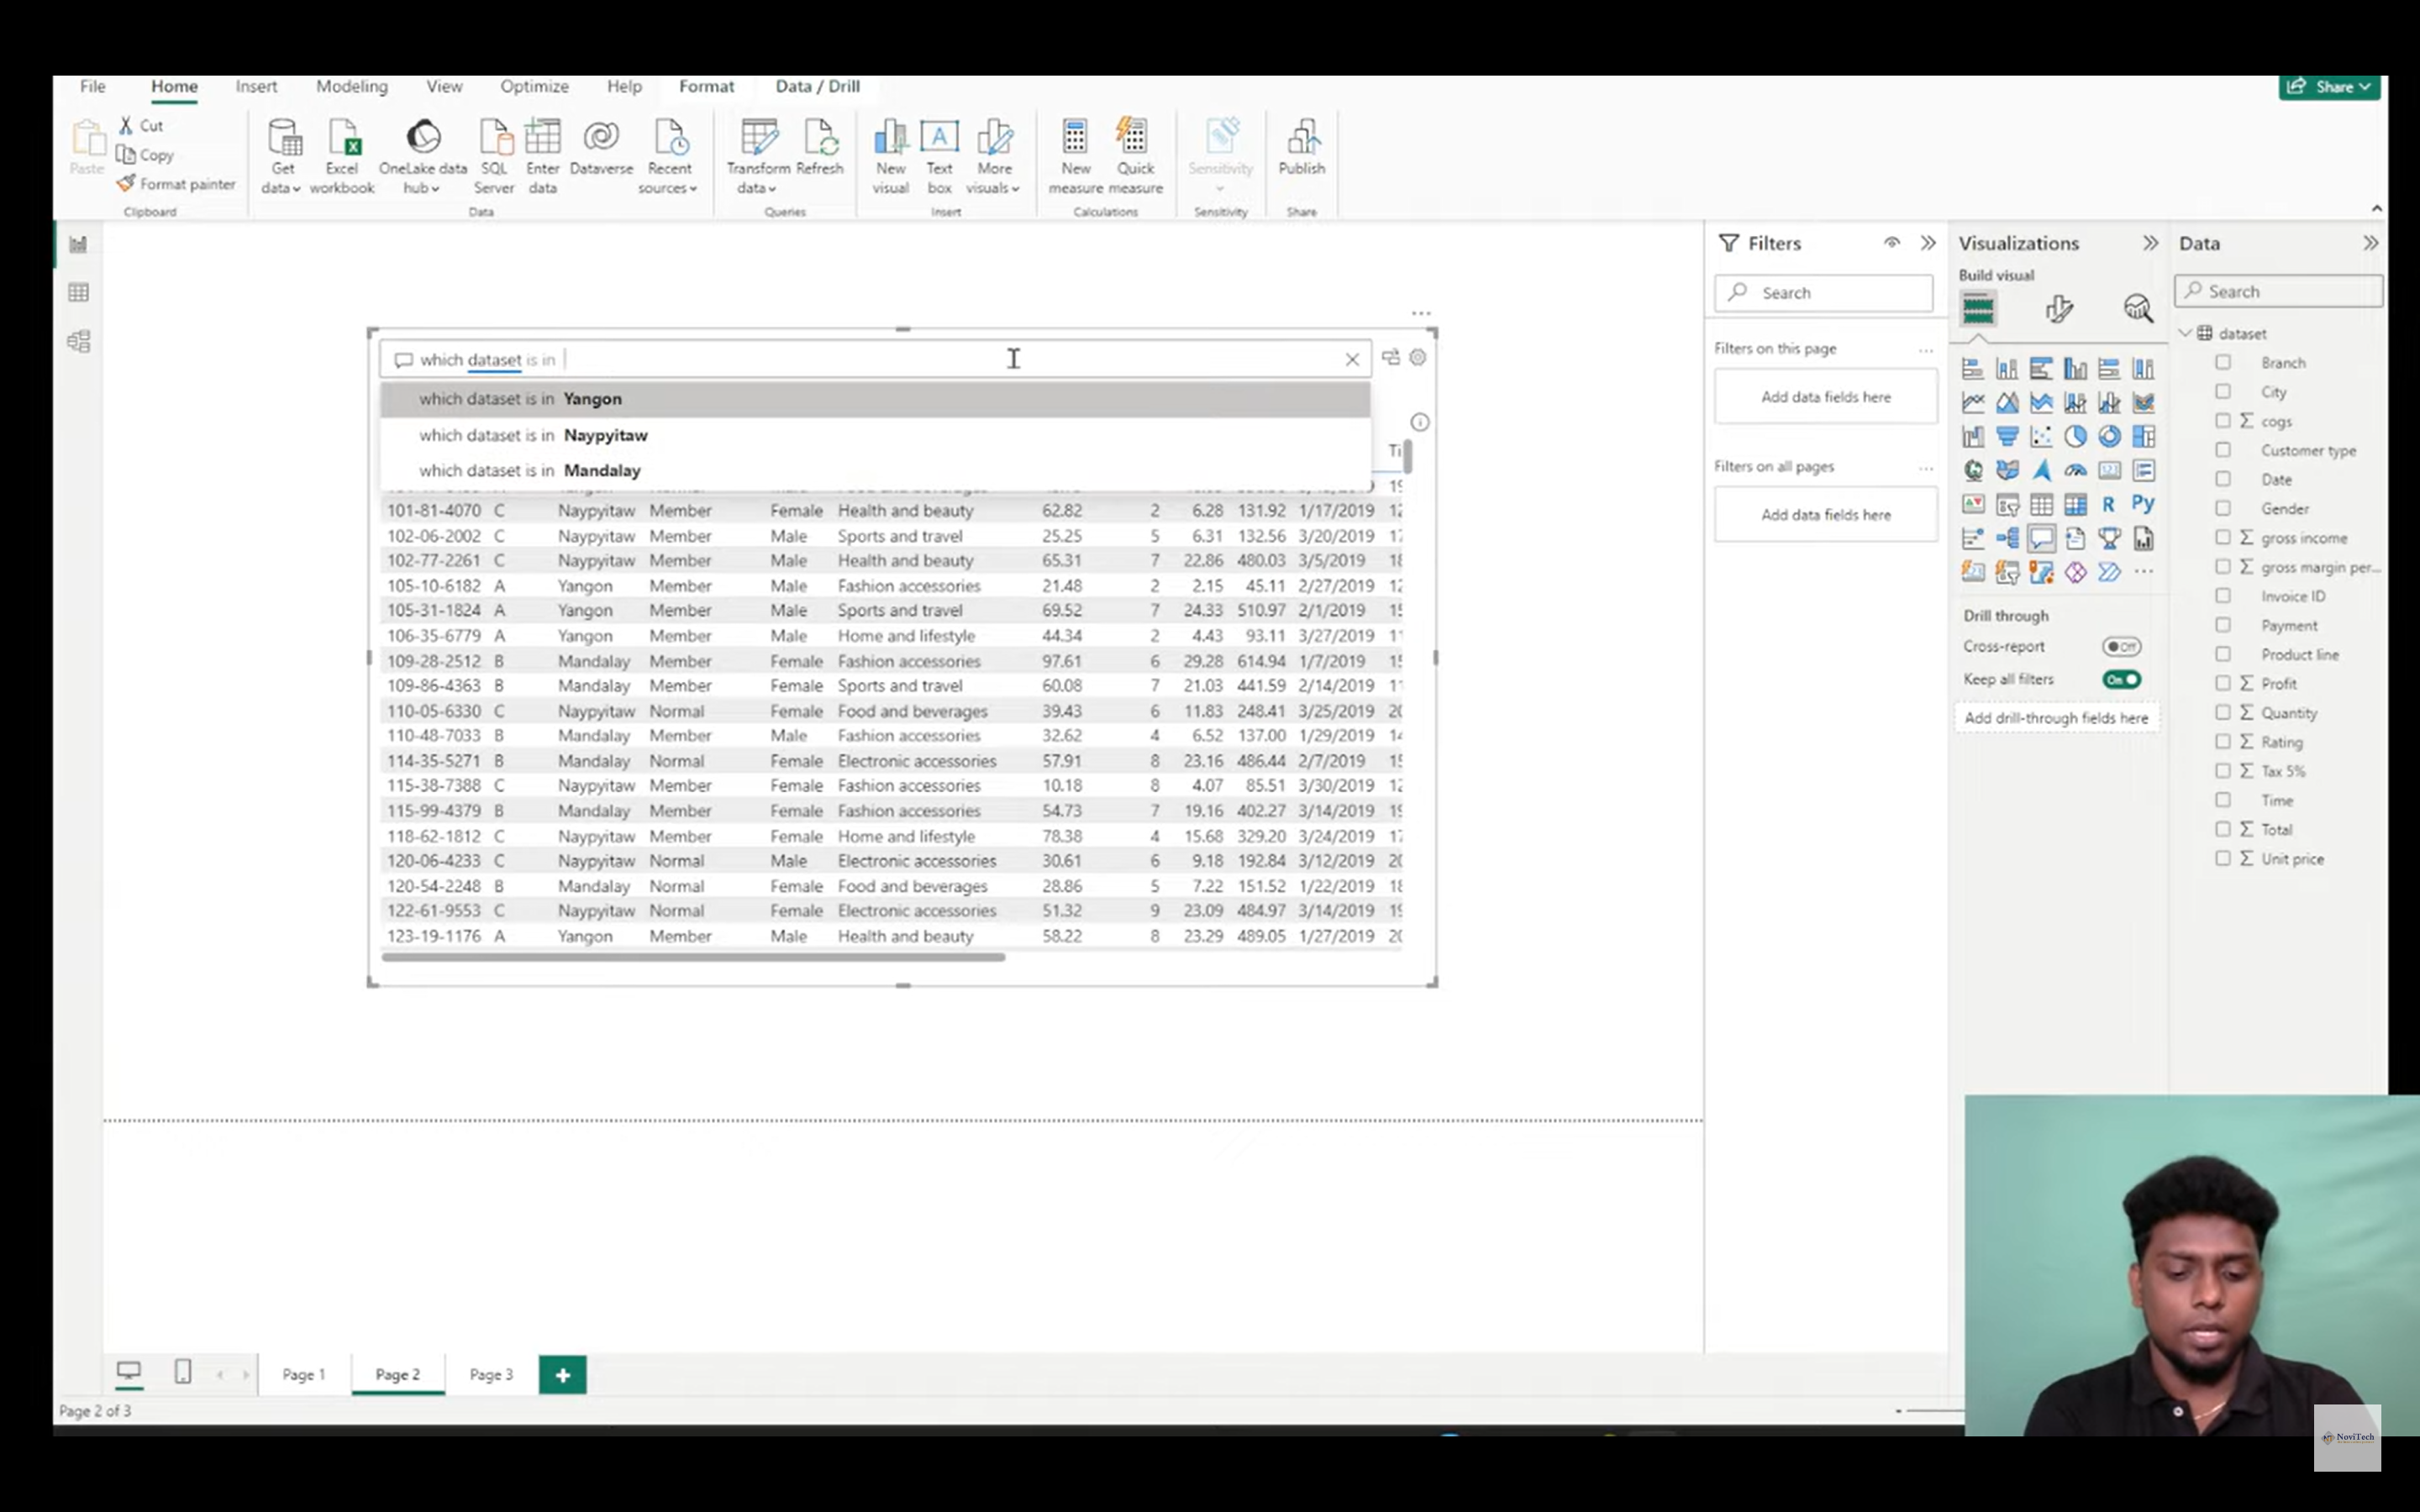 File Home Insert Modeling View Optimize Help Format Data / Drill Share
Paste Cut Copy Format painter
Clipboard
Get data Excel workbook OneLake data hub SQL Server Enter data Dataverse Recent sources
Data
Transform data Refresh
Queries
New visual Text box More visuals
Insert
New measure Quick measure
Calculations
Sensitivity
Sensitivity
Publish
Share
which dataset is in
which dataset is in Yangon
which dataset is in Naypyitaw
which dataset is in Mandalay
101-81-4070 C Naypyitaw Member Female Health and beauty 62.82 2 6.28 131.92 1/17/2019
102-06-2002 C Naypyitaw Member Male Sports and travel 25.25 5 6.31 132.56 3/20/2019
102-77-2261 C Naypyitaw Member Male Health and beauty 65.31 7 22.86 480.03 3/5/2019
105-10-6182 A Yangon Member Male Fashion accessories 21.48 2 2.15 45.11 2/27/2019
105-31-1824 A Yangon Member Male Sports and travel 69.52 7 24.33 510.97 2/1/2019
106-35-6779 A Yangon Member Male Home and lifestyle 44.34 2 4.43 93.11 3/27/2019
109-28-2512 B Mandalay Member Female Fashion accessories 97.61 6 29.28 614.94 1/7/2019
109-86-4363 B Mandalay Member Female Sports and travel 60.08 7 21.03 441.59 2/14/2019
110-05-6330 C Naypyitaw Normal Female Food and beverages 39.43 6 11.83 248.41 3/25/2019
110-48-7033 B Mandalay Member Male Fashion accessories 32.62 4 6.52 137.00 1/29/2019
114-35-5271 B Mandalay Normal Female Electronic accessories 57.91 8 23.16 486.44 2/7/2019
115-38-7388 C Naypyitaw Member Female Fashion accessories 10.18 8 4.07 85.51 3/30/2019
115-99-4379 B Mandalay Member Female Fashion accessories 54.73 7 19.16 402.27 3/14/2019
118-62-1812 C Naypyitaw Member Female Home and lifestyle 78.38 4 15.68 329.20 3/24/2019
120-06-4233 C Naypyitaw Normal Male Electronic accessories 30.61 6 9.18 192.84 3/12/2019
120-54-2248 B Mandalay Normal Female Food and beverages 28.86 5 7.22 151.52 1/22/2019
122-61-9553 C Naypyitaw Normal Female Electronic accessories 51.32 9 23.09 484.97 3/14/2019
123-19-1176 A Yangon Member Male Health and beauty 58.22 8 23.29 489.05 1/27/2019
Filters
Search
Filters on this page ...
Add data fields here
Filters on all pages ...
Add data fields here
Visualizations
Build visual
R Py
Drill through
Cross-report Off
Keep all filters On
Add drill-through fields here
Data
Search
dataset
Branch
City
Σ cogs
Customer type
Date
Gender
Σ gross income
Σ gross margin per...
Invoice ID
Payment
Product line
Σ Profit
Σ Quantity
Σ Rating
Σ Tax 5%
Time
Σ Total
Σ Unit price
Page 1 Page 2 Page 3 +
Page 2 of 3
NoviTech